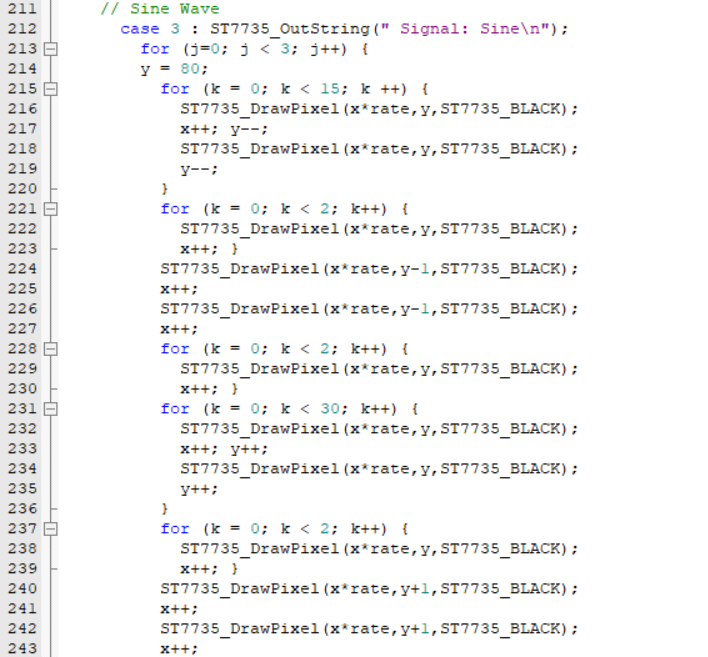 211 // Sine Wave
212 case 3 : ST7735_OutString(" Signal: Sine\n");
213 for (j=0; j < 3; j++) {
214 y = 80;
215 for (k = 0; k < 15; k ++) {
216 ST7735_DrawPixel(x*rate,y,ST7735_BLACK);
217 x++; y--;
218 ST7735_DrawPixel(x*rate,y,ST7735_BLACK);
219 y--;
220 }
221 for (k = 0; k < 2; k++) {
222 ST7735_DrawPixel(x*rate,y,ST7735_BLACK);
223 x++; }
224 ST7735_DrawPixel(x*rate,y-1,ST7735_BLACK);
225 x++;
226 ST7735_DrawPixel(x*rate,y-1,ST7735_BLACK);
227 x++;
228 for (k = 0; k < 2; k++) {
229 ST7735_DrawPixel(x*rate,y,ST7735_BLACK);
230 x++; }
231 for (k = 0; k < 30; k++) {
232 ST7735_DrawPixel(x*rate,y,ST7735_BLACK);
233 x++; y++;
234 ST7735_DrawPixel(x*rate,y,ST7735_BLACK);
235 y++;
236 }
237 for (k = 0; k < 2; k++) {
238 ST7735_DrawPixel(x*rate,y,ST7735_BLACK);
239 x++; }
240 ST7735_DrawPixel(x*rate,y+1,ST7735_BLACK);
241 x++;
242 ST7735_DrawPixel(x*rate,y+1,ST7735_BLACK);
243 x++;